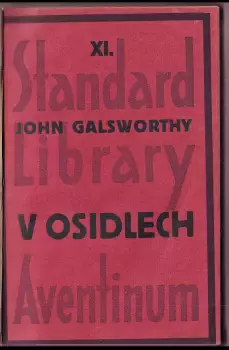 XI.
Standard
JOHN GALSWORTHY
Library
V OSIDLECH
Aventinum